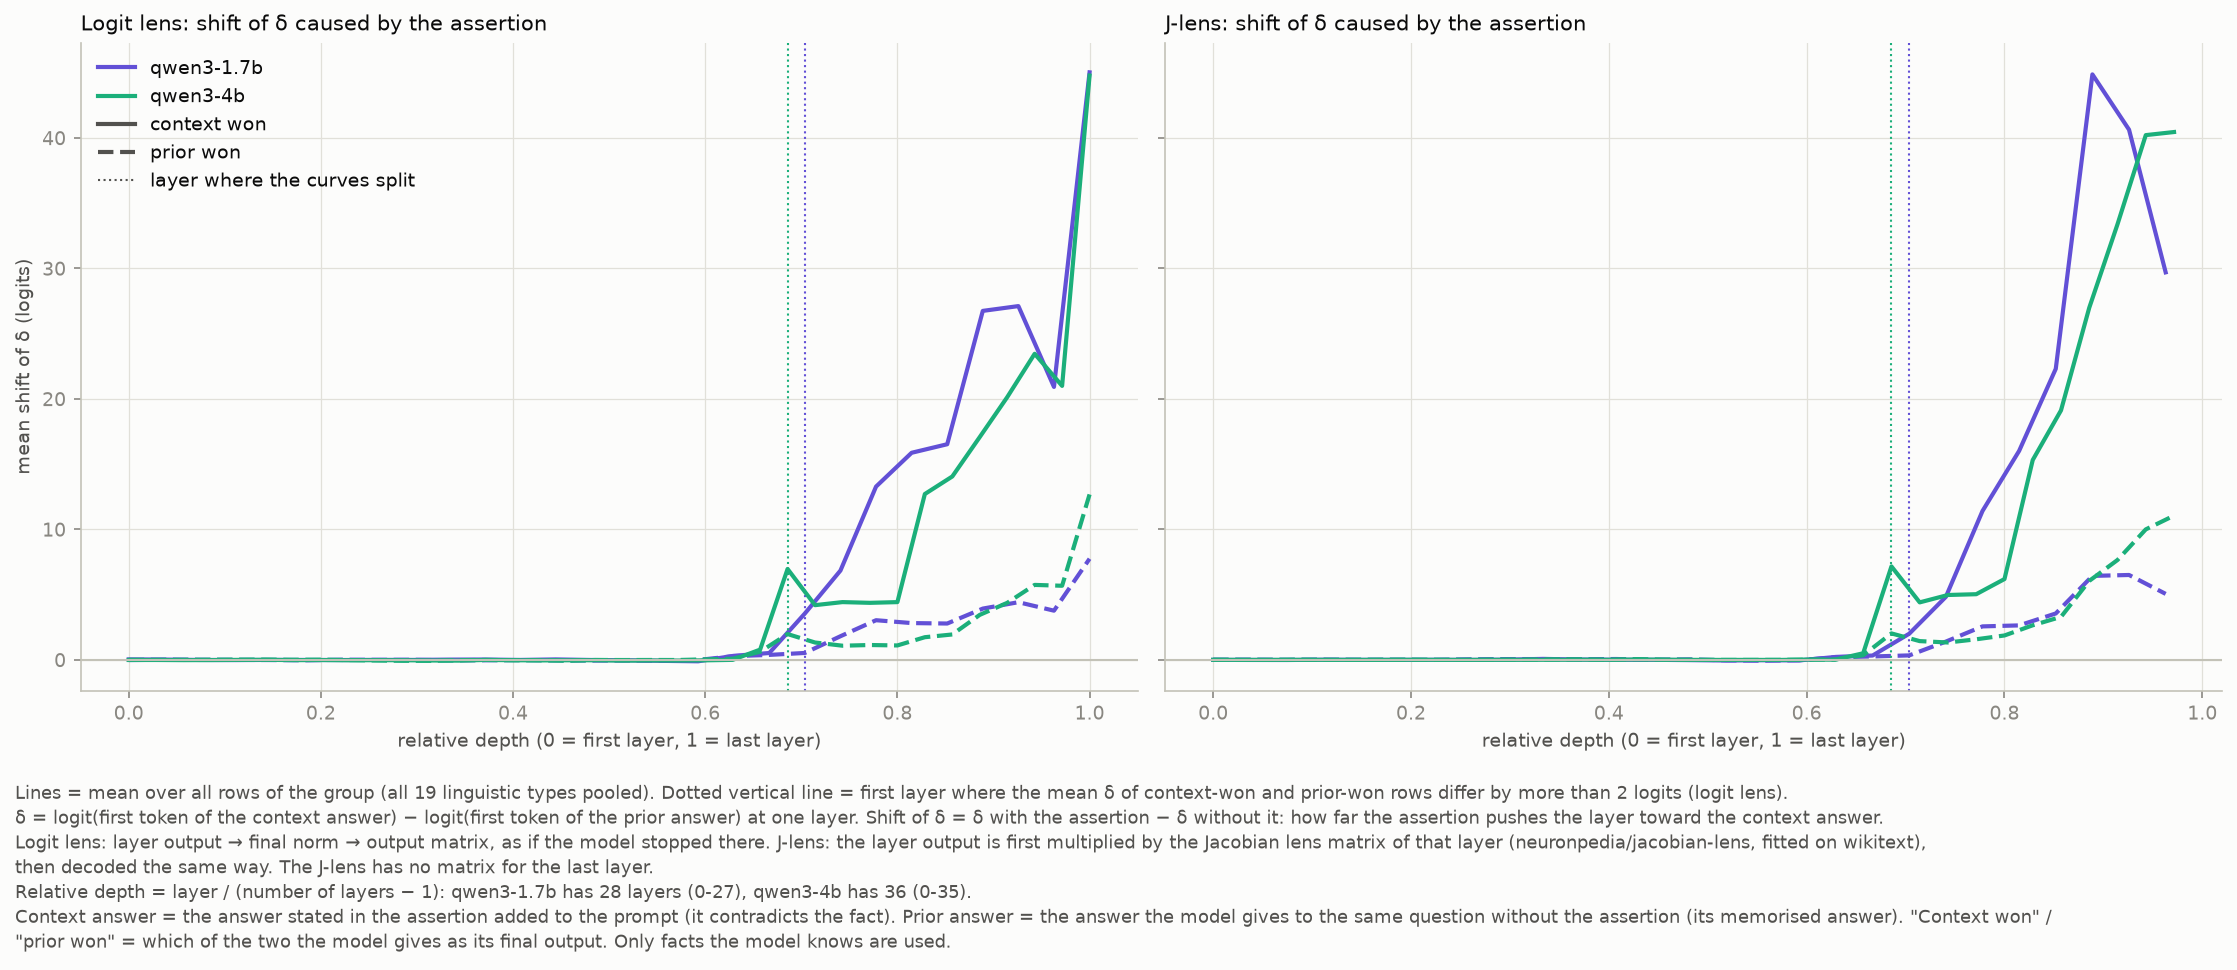 Logit lens: shift of δ caused by the assertion
qwen3-1.7b
qwen3-4b
context won
prior won
layer where the curves split
mean shift of δ (logits)
40
30
20
10
0
0.0 0.2 0.4 0.6 0.8 1.0
relative depth (0 = first layer, 1 = last layer)
J-lens: shift of δ caused by the assertion
0.0 0.2 0.4 0.6 0.8 1.0
relative depth (0 = first layer, 1 = last layer)
Lines = mean over all rows of the group (all 19 linguistic types pooled). Dotted vertical line = first layer where the mean δ of context-won and prior-won rows differ by more than 2 logits (logit lens).
δ = logit(first token of the context answer) − logit(first token of the prior answer) at one layer. Shift of δ = δ with the assertion − δ without it: how far the assertion pushes the layer toward the context answer.
Logit lens: layer output → final norm → output matrix, as if the model stopped there. J-lens: the layer output is first multiplied by the Jacobian lens matrix of that layer (neuronpedia/jacobian-lens, fitted on wikitext),
then decoded the same way. The J-lens has no matrix for the last layer.
Relative depth = layer / (number of layers − 1): qwen3-1.7b has 28 layers (0-27), qwen3-4b has 36 (0-35).
Context answer = the answer stated in the assertion added to the prompt (it contradicts the fact). Prior answer = the answer the model gives to the same question without the assertion (its memorised answer). "Context won" /
"prior won" = which of the two the model gives as its final output. Only facts the model knows are used.